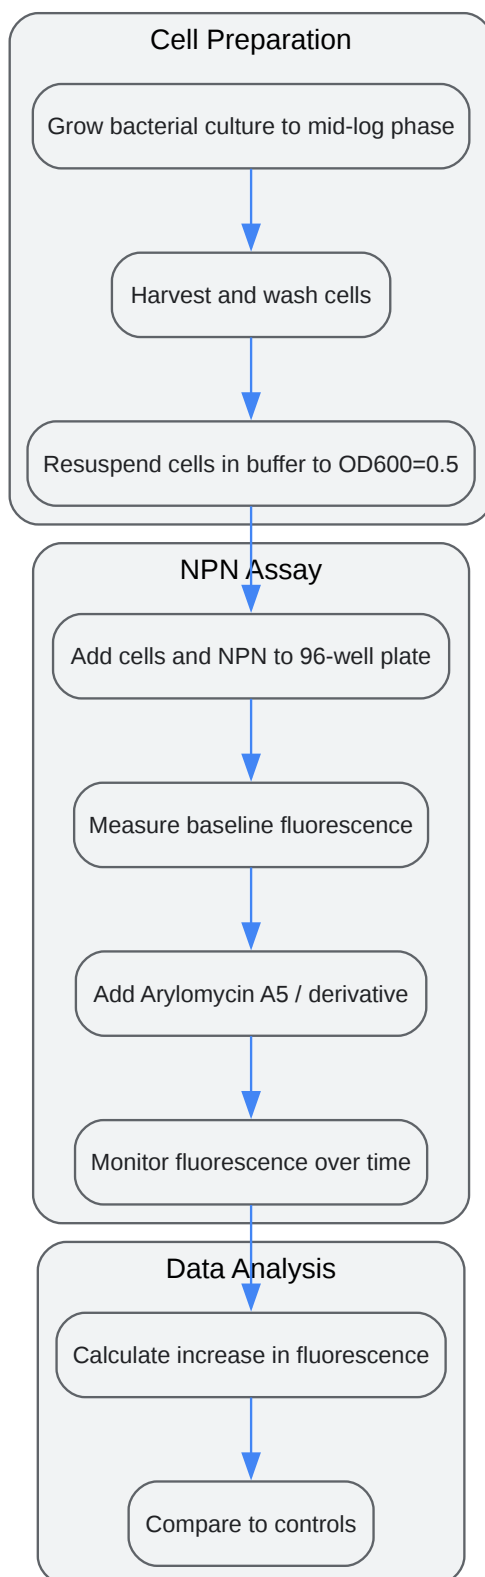 Cell Preparation
Grow bacterial culture to mid-log phase
Harvest and wash cells
Resuspend cells in buffer to OD600=0.5
NPN Assay
Add cells and NPN to 96-well plate
Measure baseline fluorescence
Add Arylomycin A5 / derivative
Monitor fluorescence over time
Data Analysis
Calculate increase in fluorescence
Compare to controls